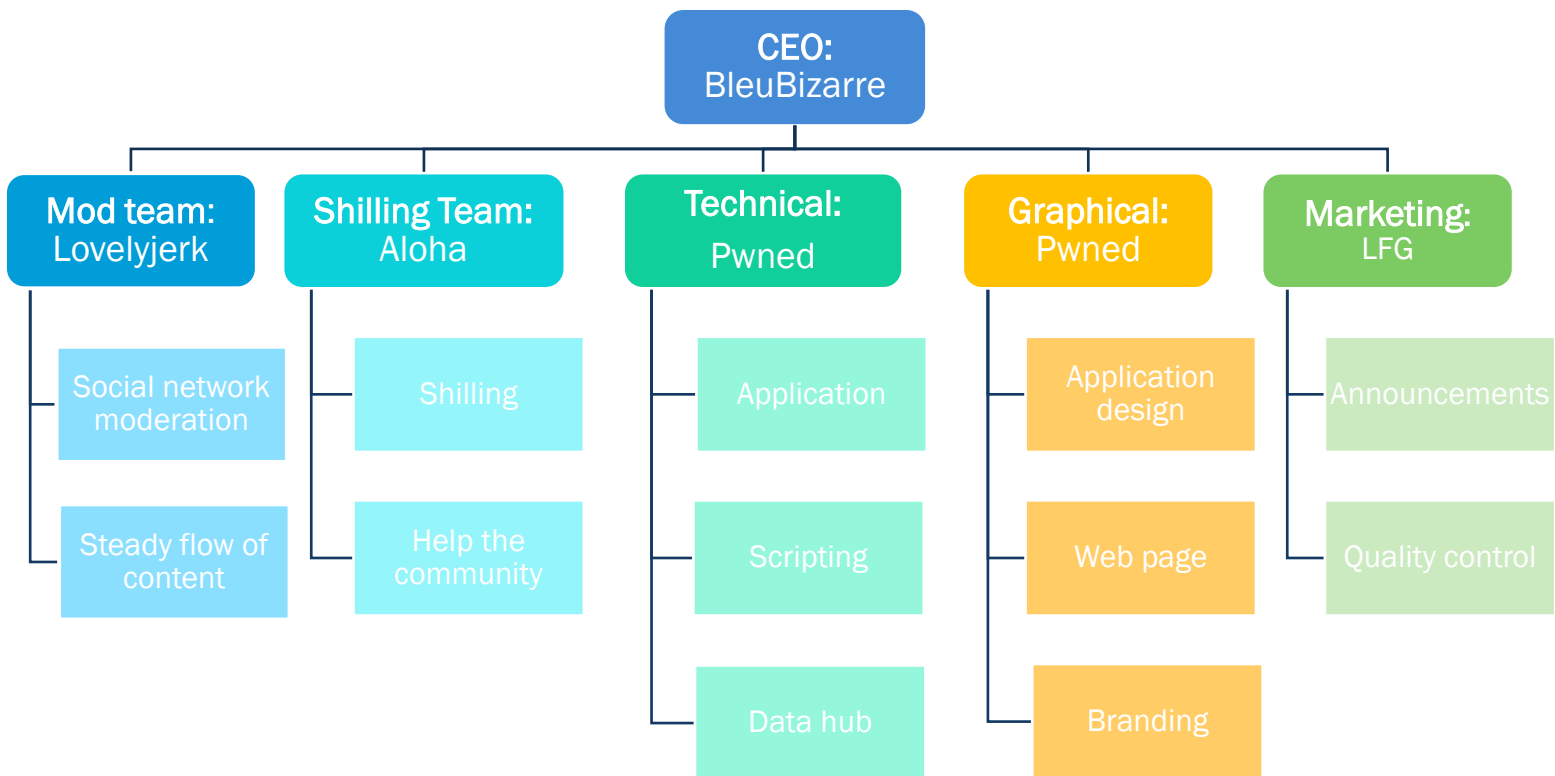 CEO:
BleuBizarre
Mod team:
Lovelyjerk
Shilling Team:
Aloha
Technical:
Pwned
Graphical:
Pwned
Marketing:
LFG
Social network
moderation
Steady flow of
content
Shilling
Help the
community
Application
Scripting
Data hub
Application
design
Web page
Branding
Announcements
Quality control